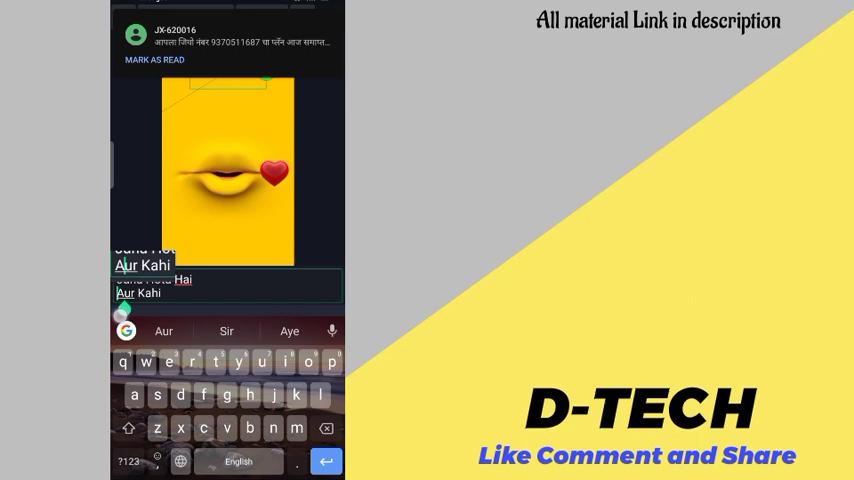 All material Link in description
JX-620016
आपला जियो नंबर 9370511687 चा प्लॅन आज समाप्त...
MARK AS READ
Aur Kahi
Hai
Aur Kahi
Aur Sir Aye
q w e r t y u i o p
a s d f g h j k l
z x c v b n m
?123 , English .
D-TECH
Like Comment and Share